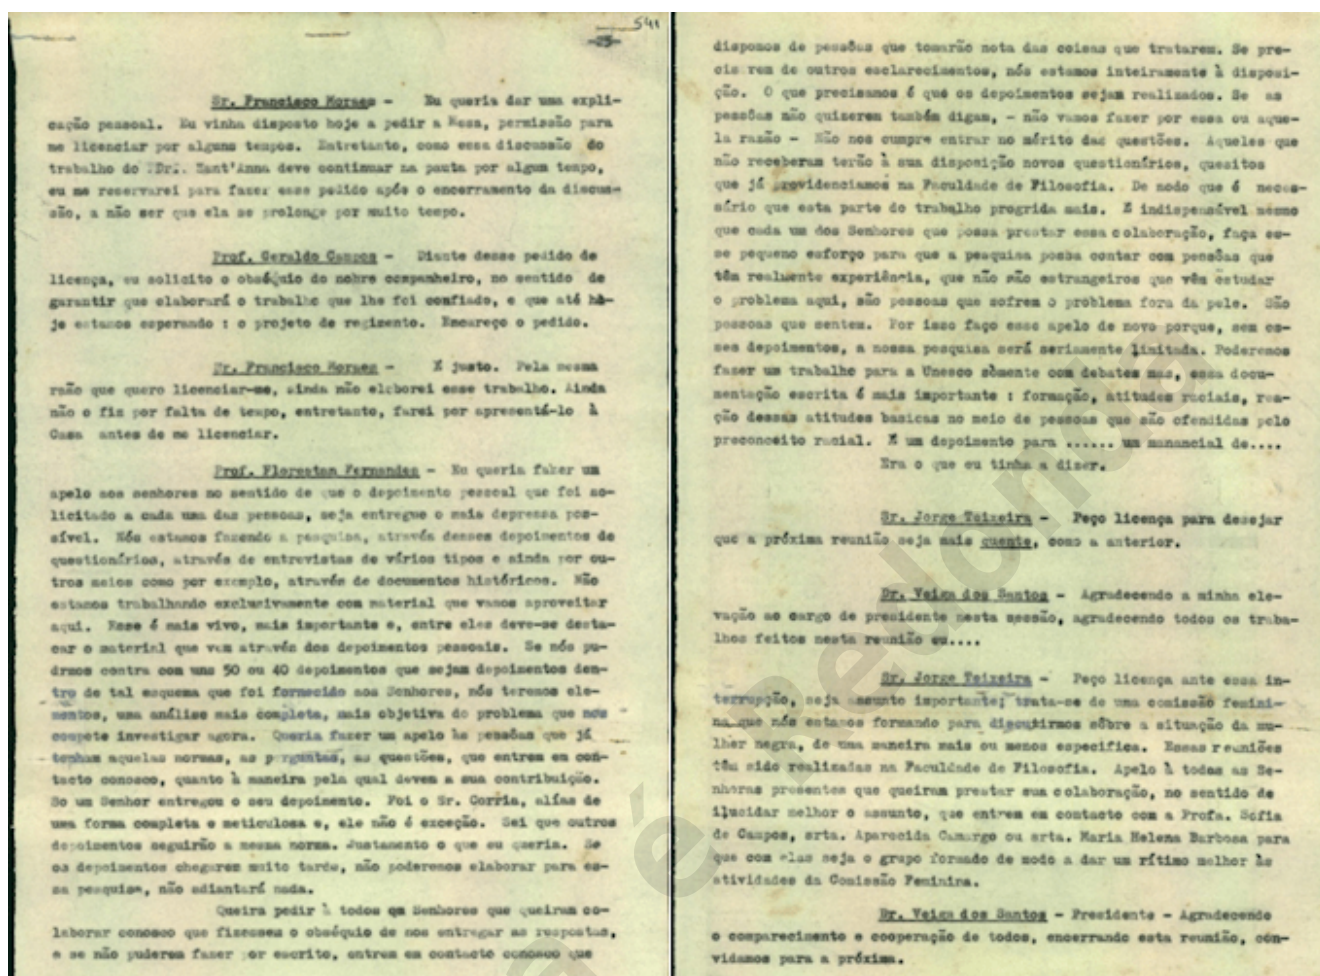 541
-25-
Sr. Francisco Moraes - Eu queria dar uma expli-
cação pessoal. Eu vinha disposto hoje a pedir a Mesa, permissão para
me licenciar por alguns tempos. Entretanto, como essa discussão do
trabalho do Dr. Sant'Anna deve continuar na pauta por algum tempo,
eu me reservarei para fazer esse pedido após o encerramento da discus-
são, a não ser que ela se prolonge por muito tempo.
Prof. Geraldo Campos - Diante desse pedido de
licença, eu solicito o obséquio do nobre companheiro, no sentido de
garantir que elaborará o trabalho que lhe foi confiado, e que até hô-
je estamos esperando : o projeto de regimento. Encareço o pedido.
Sr. Francisco Moraes - É justo. Pela mesma
razão que quero licenciar-me, ainda não elaborei esse trabalho. Ainda
não o fiz por falta de tempo, entretanto, farei por apresentá-lo à
Casa antes de me licenciar.
Prof. Florestan Fernandes - Eu queria fazer um
apelo aos senhores no sentido de que o depoimento pessoal que foi so-
licitado a cada uma das pessoas, seja entregue o mais depressa pos-
sível. Nós estamos fazendo a pesquisa, através desses depoimentos de
questionários, através de entrevistas de vários tipos e ainda por ou-
tros meios como por exemplo, através de documentos históricos. Não
estamos trabalhando exclusivamente com material que vamos aproveitar
aqui. Esse é mais vivo, mais importante e, entre eles deve-se desta-
car o material que vem através dos depoimentos pessoais. Se nós pu-
drmos contra com uns 50 ou 40 depoimentos que sejam depoimentos den-
tro de tal esquema que foi fornecido aos Senhores, nós teremos ele-
mentos, uma análise mais completa, mais objetiva do problema que nos
compete investigar agora. Queria fazer um apelo às pessôas que já
tenham aquelas normas, as perguntas, as questões, que entrem em con-
tacto conosco, quanto à maneira pela qual devem a sua contribuição.
So um Senhor entregou o seu depoimento. Foi o Sr. Corria, alías de
uma forma completa e meticulosa e, ele não é exceção. Sei que outros
depoimentos seguirão a mesma norma. Justamento o que eu queria. Se
os depoimentos chegarem muito tarde, não poderemos elaborar para es-
sa pesquisa, não adiantará nada.
Queira pedir à todos os Senhores que queiram co-
laborar conosco que fizessem o obséquio de nos entregar as respostas,
e se não puderem fazer por escrito, entrem em contacto conosco que
dispomos de pessôas que tomarão nota das coisas que tratarem. Se pre-
cis rem de outros esclarecimentos, nós estamos inteiramente à disposi-
ção. O que precisamos é que os depoimentos sejam realizados. Se as
pessôas não quizerem também digam, - não vamos fazer por essa ou aque-
la razão - Não nos cumpre entrar no mérito das questões. Aqueles que
não receberam terão à sua disposição novos questionários, quesitos
que já providenciamos na Faculdade de Filosofia. De modo que é neces-
sário que esta parte do trabalho progrida mais. É indispensável mesmo
que cada um dos Senhores que possa prestar essa colaboração, faça es-
se pequeno esforço para que a pesquisa possa contar com pessôas que
têm realmente experiência, que não são estrangeiros que vêm estudar
o problema aqui, são pessoas que sofrem o problema fora da pele. São
pessoas que sentem. Por isso faço esse apelo de novo porque, sem es-
ses depoimentos, a nossa pesquisa será seriamente limitada. Poderemos
fazer um trabalho para a Unesco sòmente com debates mas, essa docu-
mentação escrita é mais importante : formação, atitudes raciais, rea-
ção dessas atitudes basicas no meio de pessoas que são ofendidas pelo
preconceito racial. É um depoimento para ...... um manancial de....
Era o que eu tinha a dizer.
Sr. Jorge Teixeira - Peço licença para desejar
que a próxima reunião seja mais quente, como a anterior.
Dr. Veiga dos Santos - Agradecendo a minha ele-
vação ao cargo de presidente nesta sessão, agradecendo todos os traba-
lhos feitos nesta reunião eu....
Sr. Jorge Teixeira - Peço licença ante essa in-
terrupção, seja assunto importante; trata-se de uma comissão femini-
na que nós estamos formando para discutirmos sôbre a situação da mu-
lher negra, de uma maneira mais ou menos especifica. Essas reuniões
têm sido realizadas na Faculdade de Filosofia. Apelo à todas as Se-
nhoras presentes que queiram prestar sua colaboração, no sentido de
ilucidar melhor o assunto, que entrem em contacto com a Profa. Sofia
de Campos, srta. Aparecida Camargo ou srta. Maria Helena Barbosa para
que com elas seja o grupo formado de modo a dar um rítimo melhor às
atividades da Comissão Feminina.
Dr. Veiga dos Santos - Presidente - Agradecendo
o comparecimento e cooperação de todos, encerrando esta reunião, con-
vidamos para a próxima.
é Redondo